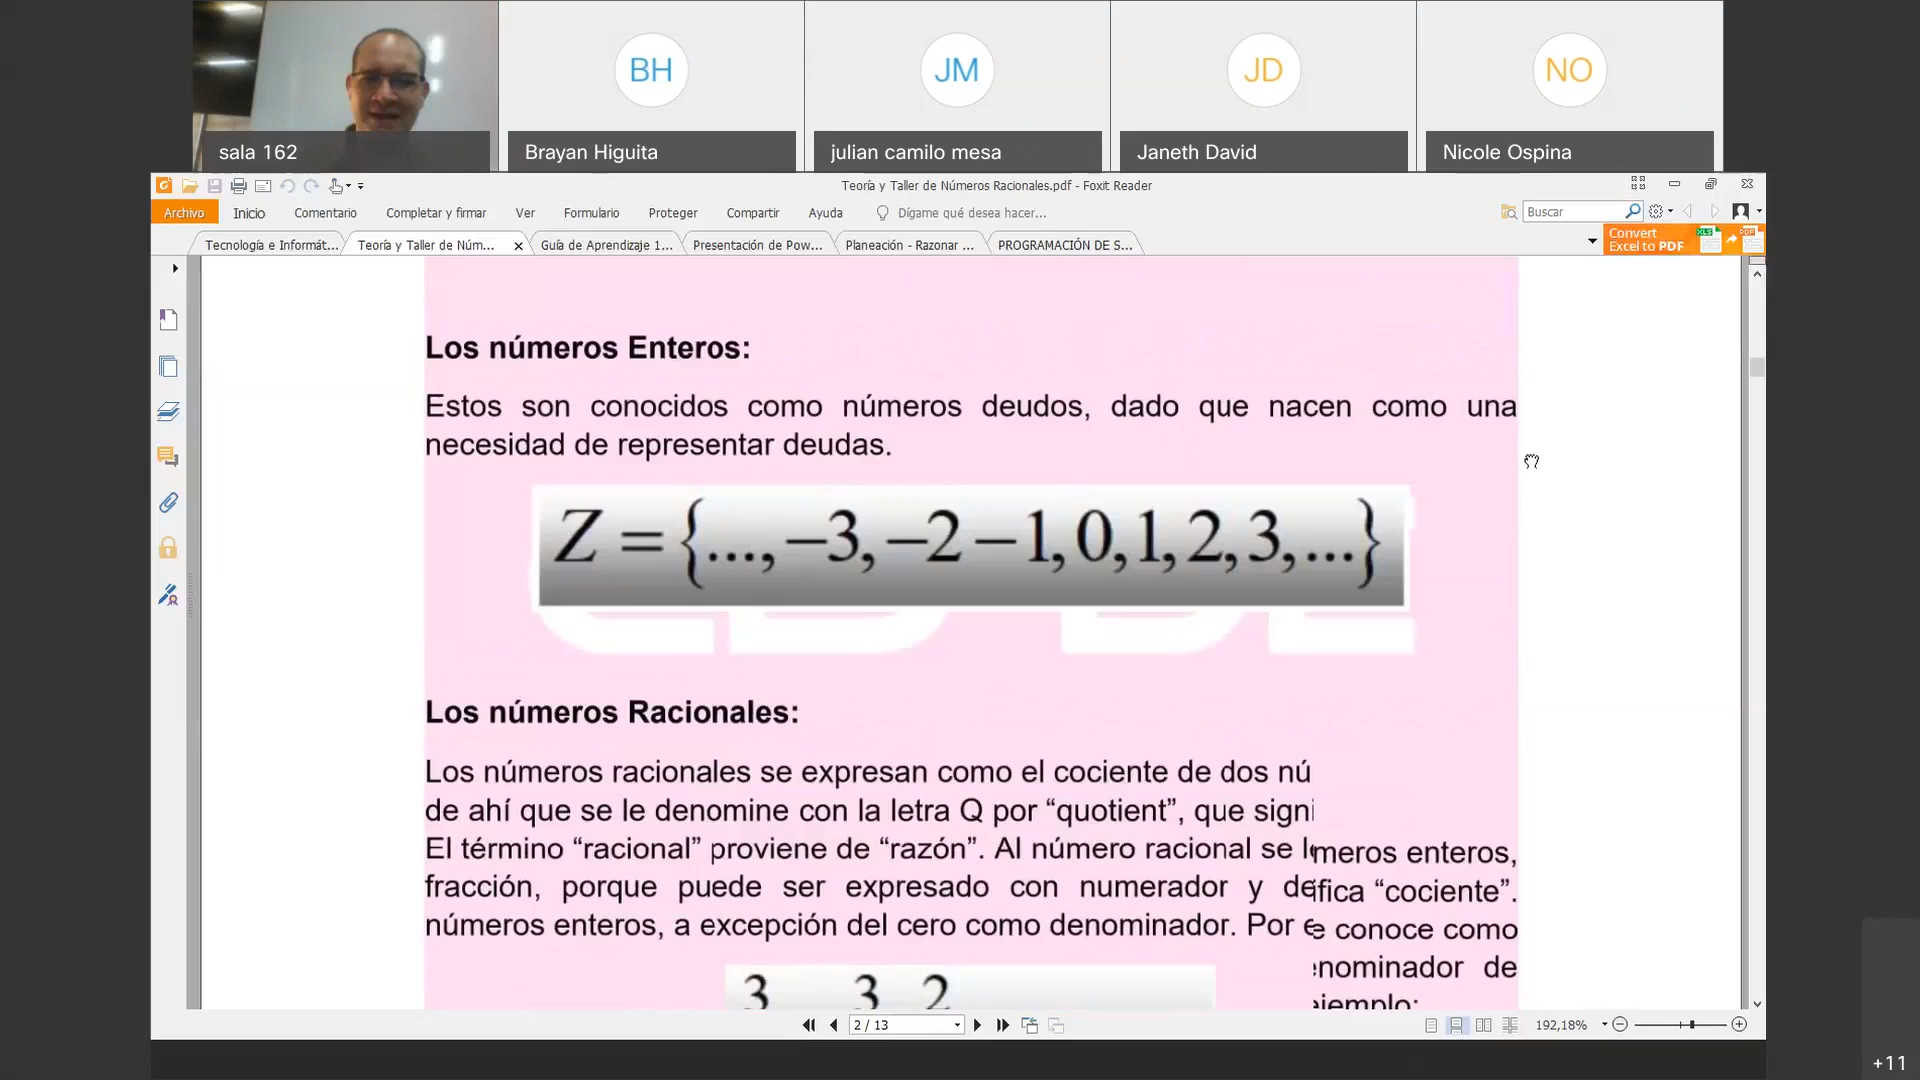 BH
JM
JD
NO
sala 162
Brayan Higuita
julian camilo mesa
Janeth David
Nicole Ospina
Teoría y Taller de Números Racionales.pdf - Foxit Reader
Archivo Inicio Comentario Completar y firmar Ver Formulario Proteger Compartir Ayuda Dígame qué desea hacer... Buscar
Tecnología e Informát... Teoría y Taller de Núm... Guía de Aprendizaje 1... Presentación de Pow... Planeación - Razonar ... PROGRAMACIÓN DE S...
Convert
Excel to PDF
Los números Enteros:
Estos son conocidos como números deudos, dado que nacen como una
necesidad de representar deudas.
Z = {..., −3, −2 − 1, 0, 1, 2, 3, ...}
Los números Racionales:
Los números racionales se expresan como el cociente de dos nú
de ahí que se le denomine con la letra Q por “quotient”, que signi
El término “racional” proviene de “razón”. Al número racional se l
meros enteros,
fracción, porque puede ser expresado con numerador y de
ifica “cociente”.
números enteros, a excepción del cero como denominador. Por e
e conoce como
nominador de
ejemplo:
3 3 2
2 / 13
192,18%
+11